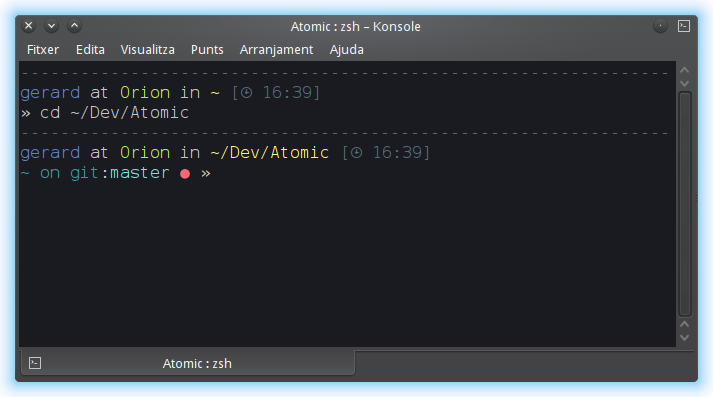 Atomic : zsh – Konsole
Fitxer Edita Visualitza Punts Arranjament Ajuda
-----------------------------------------------------------------
gerard at Orion in ~ [◷ 16:39]
» cd ~/Dev/Atomic
-----------------------------------------------------------------
gerard at Orion in ~/Dev/Atomic [◷ 16:39]
~ on git:master ● »
Atomic : zsh